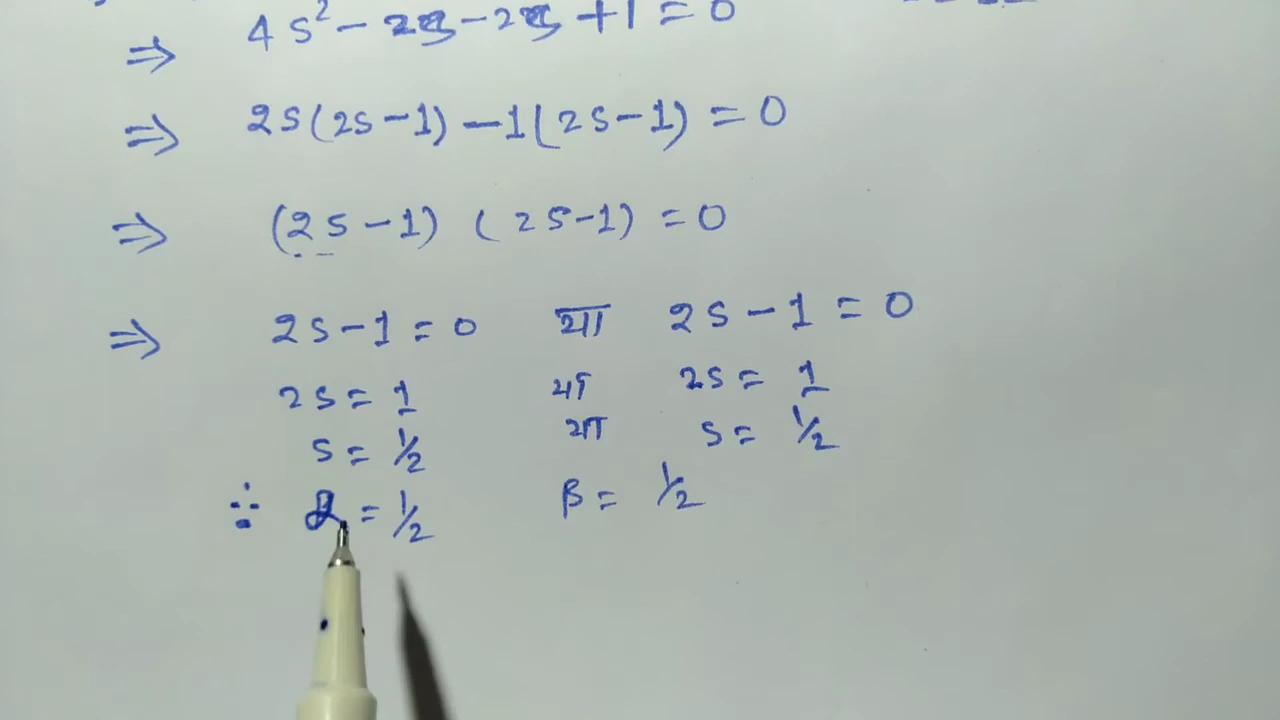 ⇒ 4s² - 2s - 2s + 1 = 0
⇒ 2s(2s-1) - 1(2s-1) = 0
⇒ (2s-1) (2s-1) = 0
⇒ 2s-1 = 0 या 2s-1 = 0
2s = 1 या 2s = 1
s = 1/2 या s = 1/2
∴ α = 1/2 β = 1/2